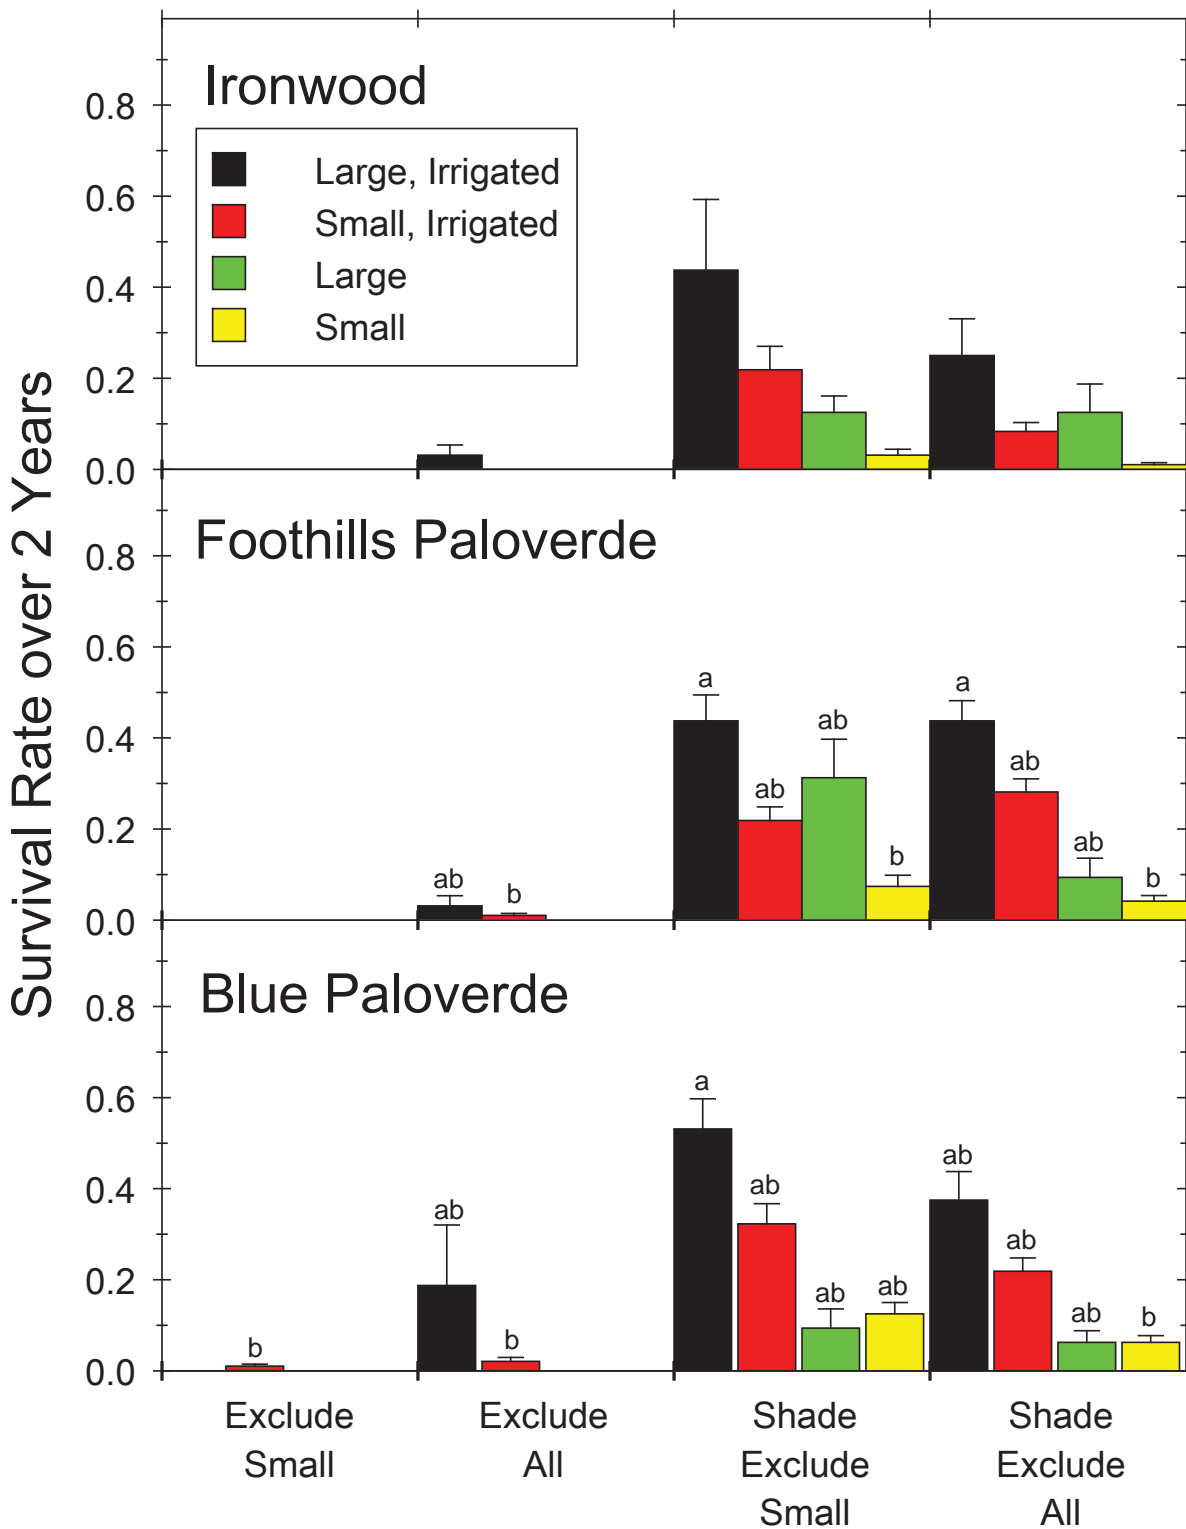 Survival Rate over 2 Years
Ironwood
Large, Irrigated
Small, Irrigated
Large
Small
0.8
0.6
0.4
0.2
0.0
Foothills Paloverde
0.8
0.6
0.4
0.2
0.0
ab
b
a
ab
ab
b
a
ab
ab
b
Blue Paloverde
0.8
0.6
0.4
0.2
0.0
b
ab
b
a
ab
ab
ab
ab
ab
ab
b
Exclude
Small
Exclude
All
Shade
Exclude
Small
Shade
Exclude
All